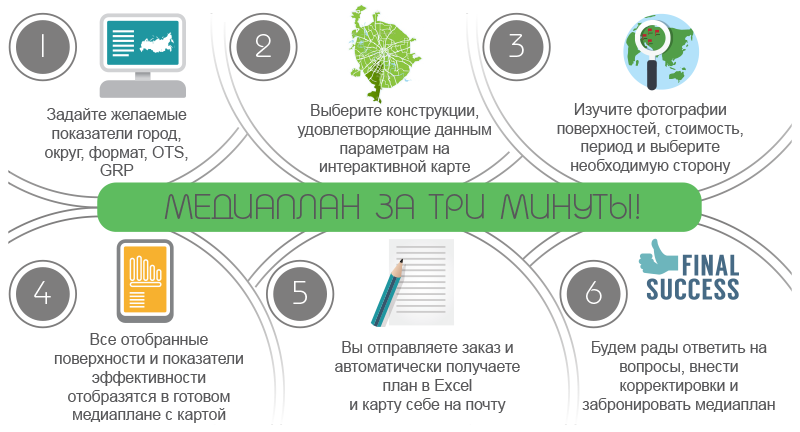 1
Задайте желаемые
показатели город,
округ, формат, OTS,
GRP
2
Выберите конструкции,
удовлетворяющие данным
параметрам на
интерактивной карте
3
Изучите фотографии
поверхностей, стоимость,
период и выберите
необходимую сторону
МЕДИАПЛАН ЗА ТРИ МИНУТЫ!
4
Все отобранные
поверхности и показатели
эффективности
отобразятся в готовом
медиаплане с картой
5
Вы отправляете заказ и
автоматически получаете
план в Excel
и карту себе на почту
6
FINAL
SUCCESS
Будем рады ответить на
вопросы, внести
корректировки и
забронировать медиаплан